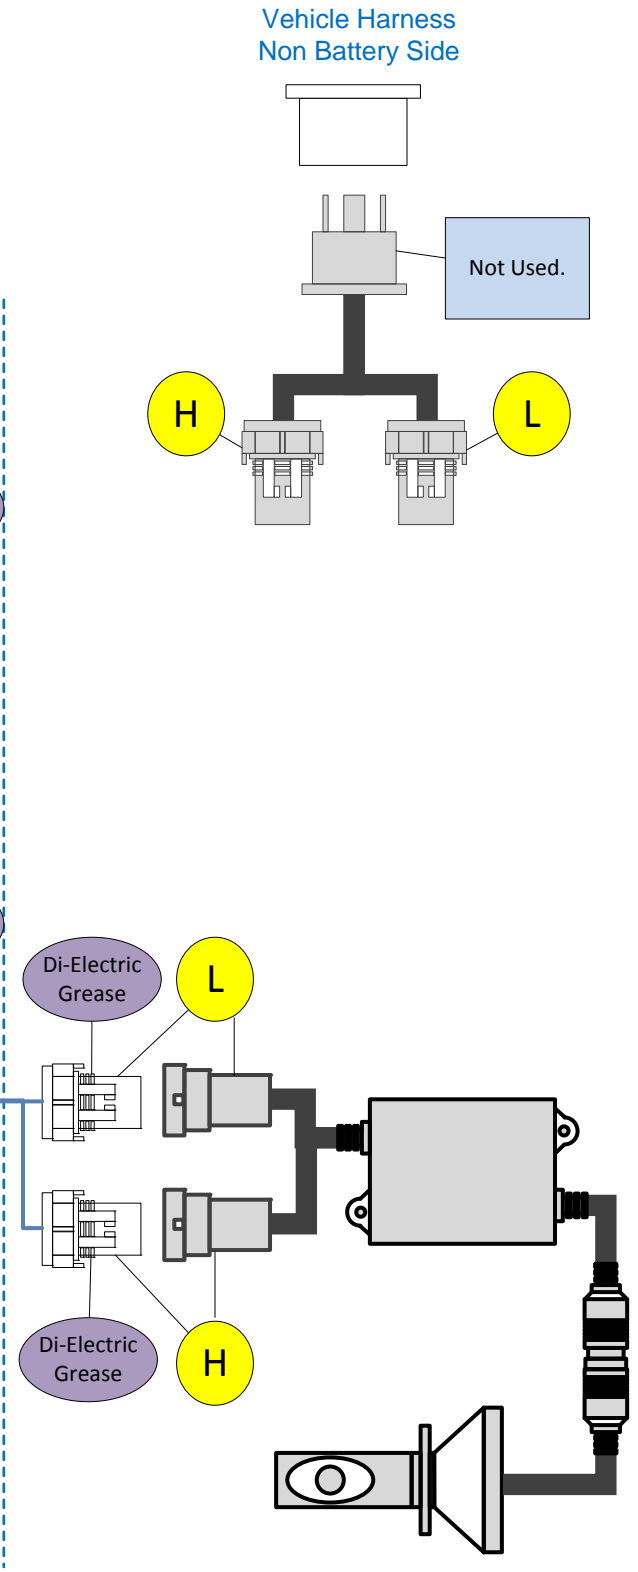 Vehicle Harness
Non Battery Side
Not Used.
H
L
Di-Electric
Grease
L
Di-Electric
Grease
H